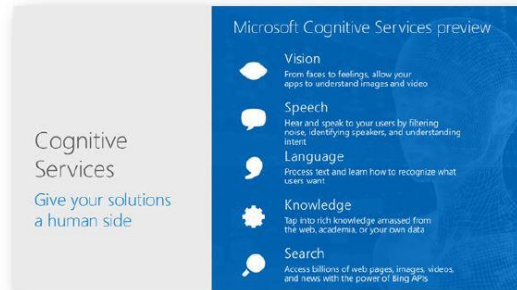 Cognitive
Services
Give your solutions
a human side
Microsoft Cognitive Services preview
Vision
From faces to feelings, allow your
apps to understand images and video
Speech
Hear and speak to your users by filtering
noise, identifying speakers, and understanding
intent
Language
Process text and learn how to recognize what
users want
Knowledge
Tap into rich knowledge amassed from
the web, academia, or your own data
Search
Access billions of web pages, images, videos,
and news with the power of Bing APIs